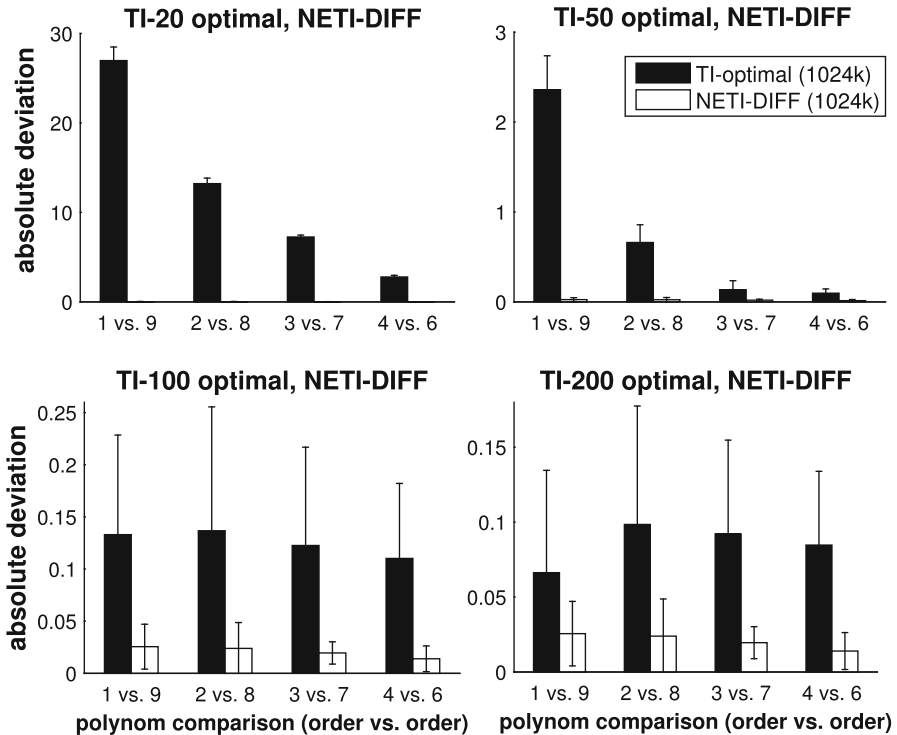 TI-20 optimal, NETI-DIFF
absolute deviation
30
20
10
0
1 vs. 9 2 vs. 8 3 vs. 7 4 vs. 6
TI-50 optimal, NETI-DIFF
3
2
1
0
TI-optimal (1024k)
NETI-DIFF (1024k)
1 vs. 9 2 vs. 8 3 vs. 7 4 vs. 6
TI-100 optimal, NETI-DIFF
absolute deviation
0.25
0.2
0.15
0.1
0.05
0
1 vs. 9 2 vs. 8 3 vs. 7 4 vs. 6
polynom comparison (order vs. order)
TI-200 optimal, NETI-DIFF
0.15
0.1
0.05
0
1 vs. 9 2 vs. 8 3 vs. 7 4 vs. 6
polynom comparison (order vs. order)